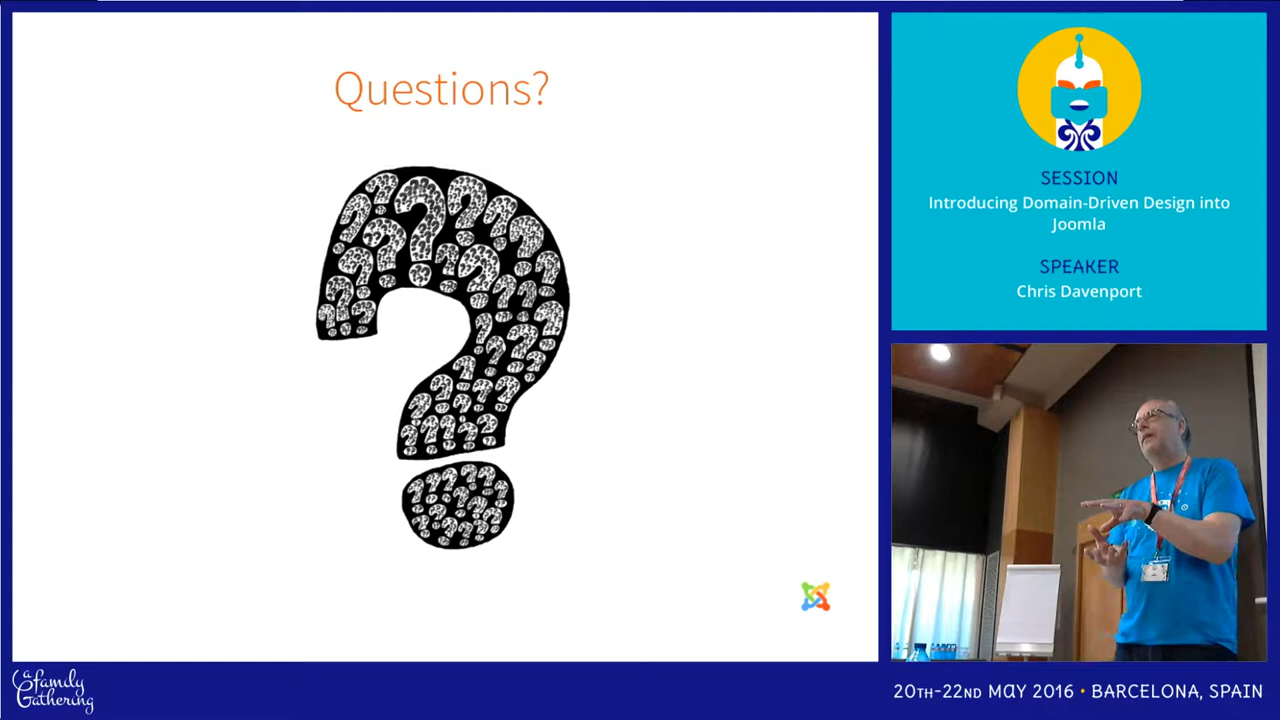 Questions?
SESSION
Introducing Domain-Driven Design into
Joomla
SPEAKER
Chris Davenport
a
family
Gathering
20TH-22ND MAY 2016 • BARCELONA, SPAIN